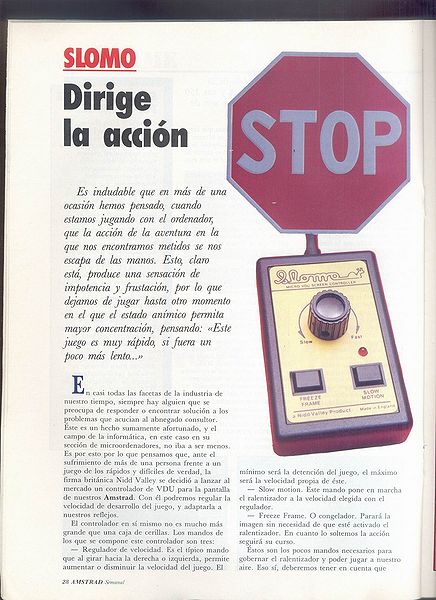 SLOMO
Dirige
la acción
STOP
Es indudable que en más de una
ocasión hemos pensado, cuando
estamos jugando con el ordenador,
que la acción de la aventura en la
que nos encontramos metidos se nos
escapa de las manos. Esto, claro
está, produce una sensación de
impotencia y frustación, por lo que
dejamos de jugar hasta otro momento
en el que el estado anímico permita
mayor concentración, pensando: «Este
juego es muy rápido, si fuera un
poco más lento...»
Slomo
MICRO VDU SCREEN CONTROLLER
Slow
Fast
FREEZE
FRAME
SLOW
MOTION
a Nidd Valley Product
Made in England
En casi todas las facetas de la industria de
nuestro tiempo, siempre hay alguien que se
preocupa de responder o encontrar solución a los
problemas que acucian al abnegado consultor.
Éste es un hecho sumamente afortunado, y el
campo de la informática, en este caso en su
sección de microordenadores, no iba a ser menos.
Es por esto por lo que pensamos que, ante el
sufrimiento de más de una persona frente a un
juego de los rápidos y difíciles de verdad, la
firma británica Nidd Valley se decidió a lanzar al
mercado un controlador de VDU para la pantalla
de nuestros Amstrad. Con él podremos regular la
velocidad de desarrollo del juego, y adaptarla a
nuestros reflejos.
El controlador en sí mismo no es mucho más
grande que una caja de cerillas. Los mandos de
los que se compone este controlador son tres:
— Regulador de velocidad. Es el típico mando
que al girar hacia la derecha o izquierda, permite
aumentar o disminuir la velocidad del juego. El
mínimo será la detención del juego, el máximo
será la velocidad propia de éste.
— Slow motion. Este mando pone en marcha
el ralentizador a la velocidad elegida con el
regulador.
— Freeze Frame. O congelador. Parará la
imagen sin necesidad de que esté activado el
ralentizador. En cuanto lo soltemos la acción
seguirá su curso.
Estos son los pocos mandos necesarios para
gobernar el ralentizador y poder jugar a nuestro
aire. Eso sí, deberemos tener en cuenta que
28 AMSTRAD Semanal